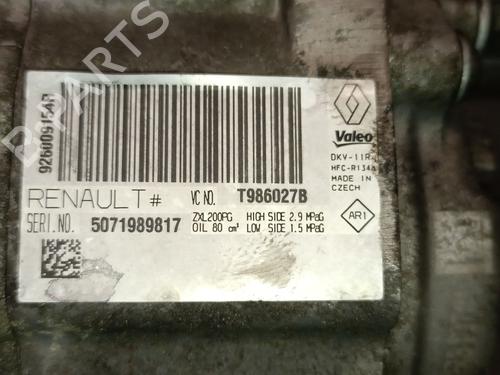 926009154R
Valeo
DKV-11R
HFC-R134a
MADE IN
CZECH
RENAULT #
VC NO. T986027B
SERI.NO. 5071989817
ZXL200PG HIGH SIDE 2.9 MPaG
OIL 80 cm³ LOW SIDE 1.5 MPaG
AR1
B-PARTS